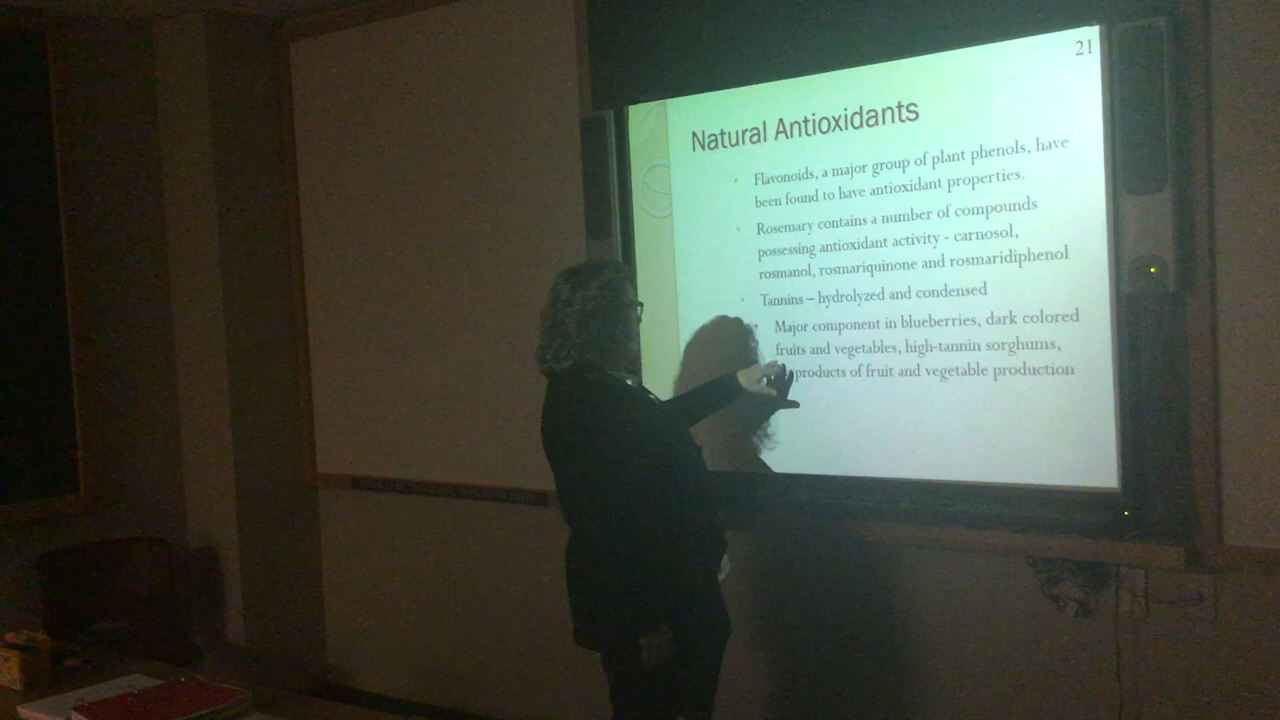 21
Natural Antioxidants
Flavonoids, a major group of plant phenols, have
been found to have antioxidant properties.
Rosemary contains a number of compounds
possessing antioxidant activity - carnosol,
rosmanol, rosmariquinone and rosmaridiphenol
Tannins – hydrolyzed and condensed
Major component in blueberries, dark colored
fruits and vegetables, high-tannin sorghums,
products of fruit and vegetable production